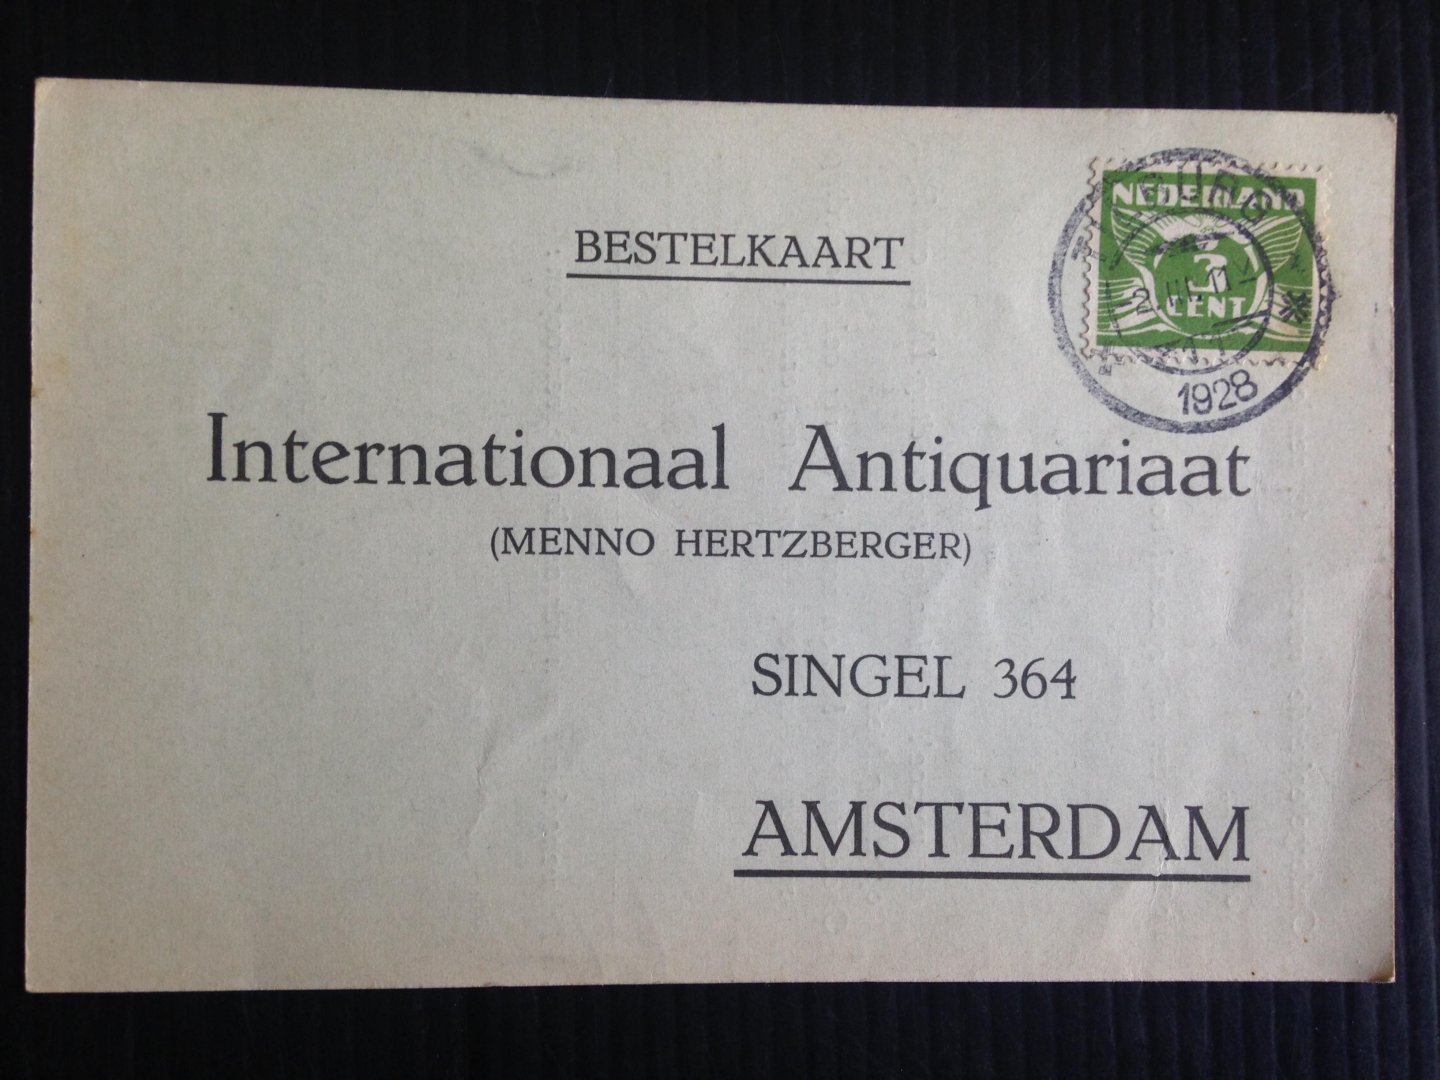 NEDERLAND
3
CENT
1928
BESTELKAART
Internationaal Antiquariaat
(MENNO HERTZBERGER)
SINGEL 364
AMSTERDAM